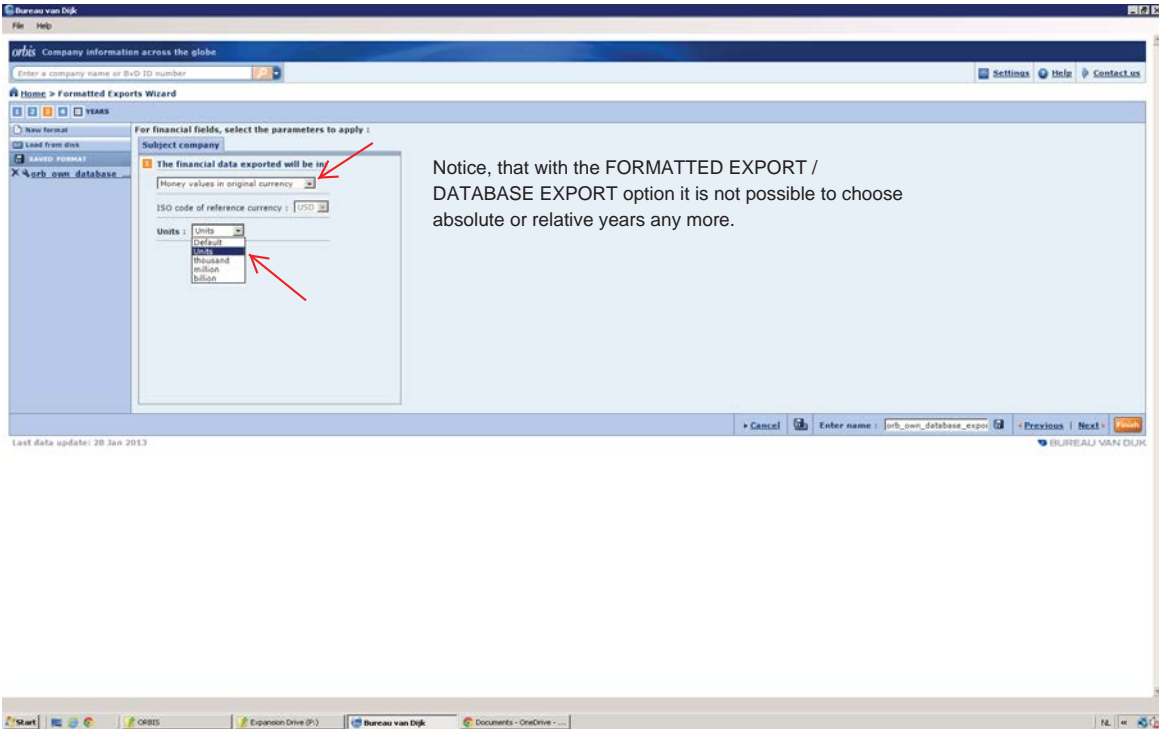 Bureau van Dijk
File Help
orbis Company information across the globe
Enter a company name or BvD ID number
Settings Help Contact us
Home > Formatted Exports Wizard
1 2 3 4 YEARS
New format
Load from disk
SAVED FORMAT
orb_own_database_...
For financial fields, select the parameters to apply :
Subject company
The financial data exported will be in:
Money values in original currency
ISO code of reference currency : USD
Units : Units
Default
Units
thousand
million
billion
Notice, that with the FORMATTED EXPORT /
DATABASE EXPORT option it is not possible to choose
absolute or relative years any more.
Cancel Enter name : orb_own_database_expor Previous | Next Finish
Last data update: 28 Jan 2013
BUREAU VAN DIJK
Start ORBIS Expansion Drive (P:) Bureau van Dijk Documents - OneDrive - ... NL «